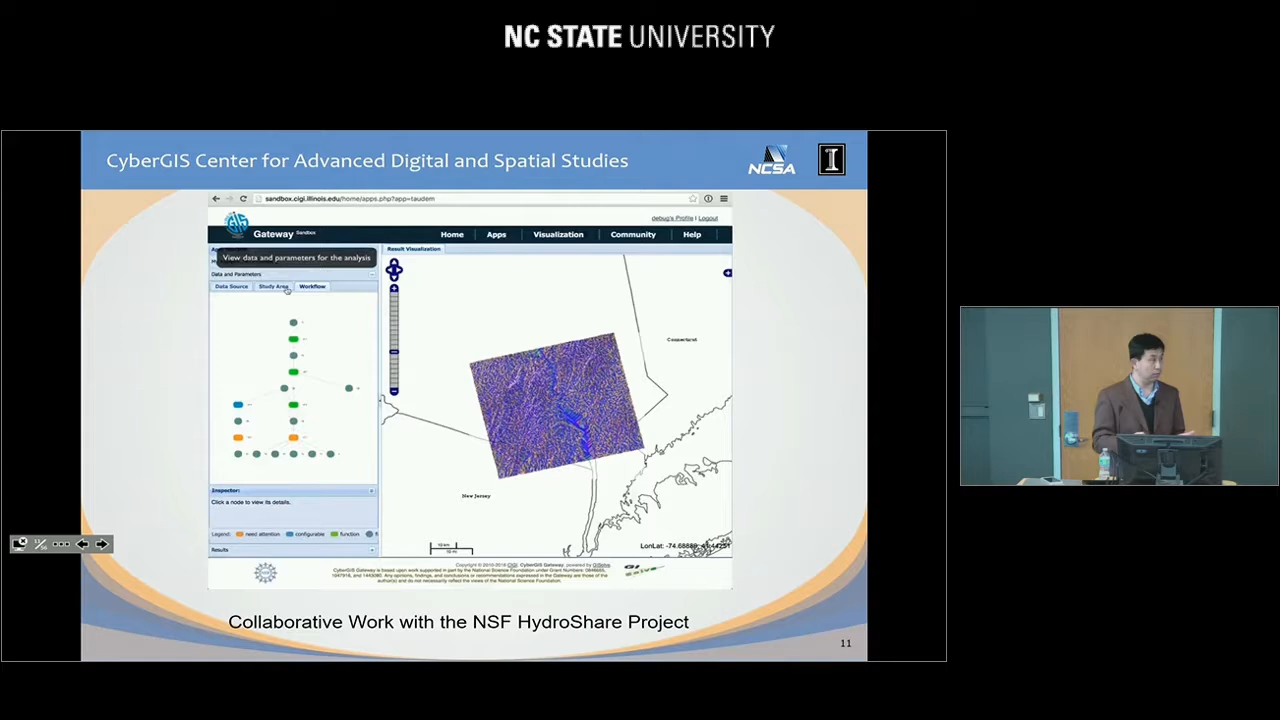 NC STATE UNIVERSITY
CyberGIS Center for Advanced Digital and Spatial Studies
NCSA
I
sandbox.cigi.illinois.edu/home/apps.php?app=taudem
debug's Profile | Logout
GIS
Gateway Sandbox
Home Apps Visualization Community Help
View data and parameters for the analysis
Result Visualization
Data and Parameters
Data Source Study Area Workflow
Connecticut
New Jersey
Inspector:
Click a node to view its details.
Legend: need attention configurable function
Results
10 km
10 mi
LonLat: -74.68889,
Copyright © 2010-2016 CIGI. CyberGIS Gateway, powered by GISolve.
CyberGIS Gateway is based upon work supported in part by the National Science Foundation under Grant Numbers: 0846655,
1047916, and 1443080. Any opinions, findings, and conclusions or recommendations expressed in the Gateway are those of the
author(s) and do not necessarily reflect the views of the National Science Foundation.
Collaborative Work with the NSF HydroShare Project
11